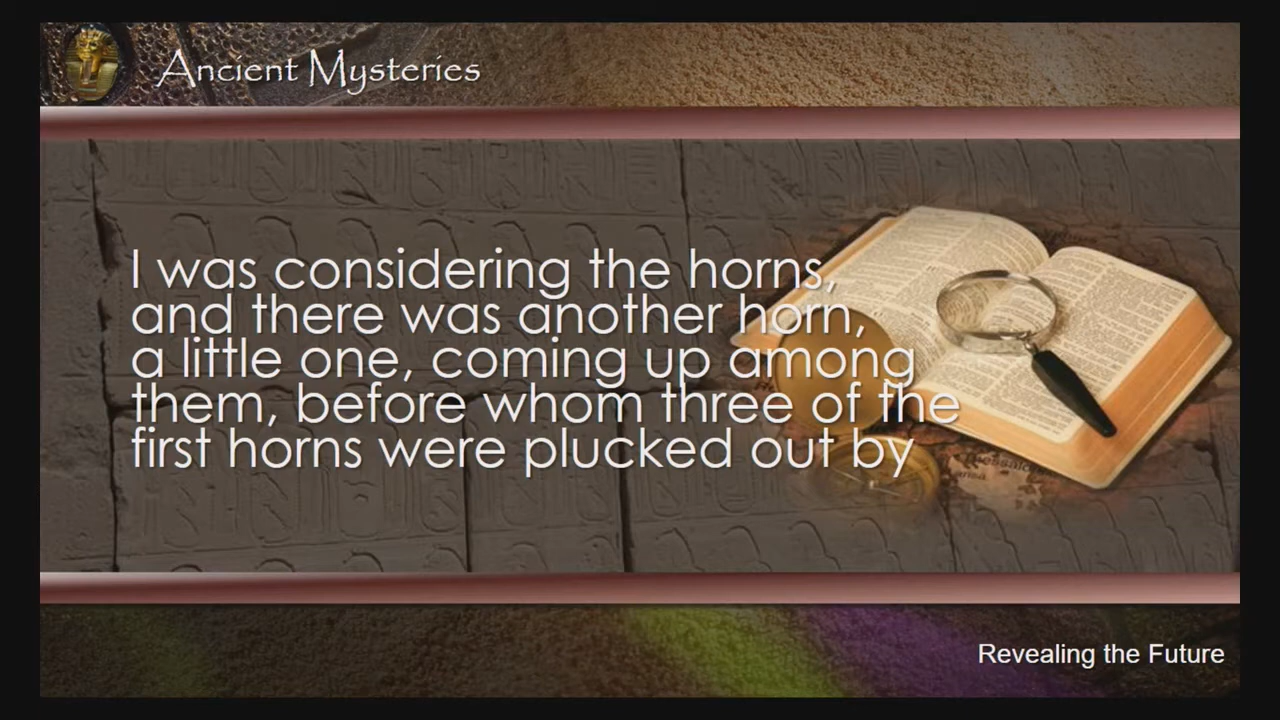 Ancient Mysteries
I was considering the horns,
and there was another horn,
a little one, coming up among
them, before whom three of the
first horns were plucked out by
Revealing the Future